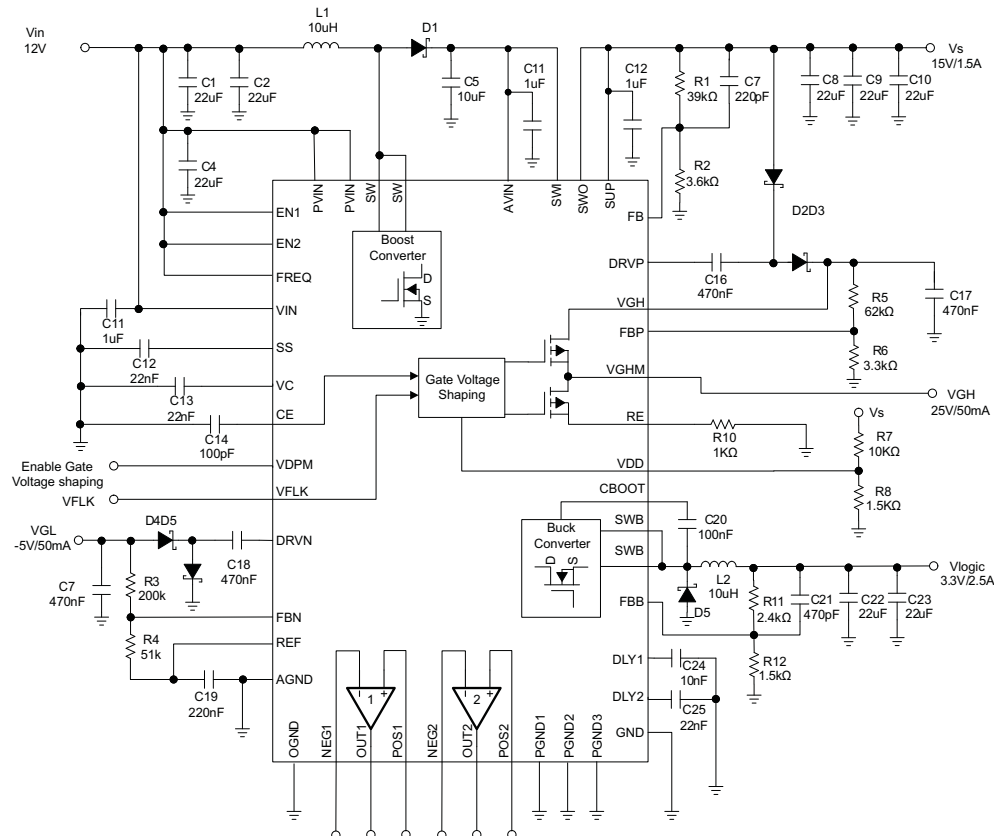 L1
10uH
D1
Vin
12V
C1
22uF
C2
22uF
C5
10uF
C11
1uF
C12
1uF
R1
39kΩ
C7
220pF
C8
22uF
C9
22uF
C10
22uF
Vs
15V/1.5A
C4
22uF
R2
3.6kΩ
PVIN
PVIN
SW
SW
AVIN
SWI
SWO
SUP
FB
D2D3
EN1
EN2
FREQ
VIN
SS
VC
CE
VDPM
VFLK
DRVN
FBN
REF
AGND
Boost
Converter
D
S
DRVP
C16
470nF
VGH
FBP
R5
62kΩ
C17
470nF
R6
3.3kΩ
C11
1uF
C12
22nF
C13
22nF
C14
100pF
Gate Voltage
Shaping
VGHM
VGH
25V/50mA
RE
R10
1KΩ
Vs
R7
10KΩ
VDD
R8
1.5KΩ
Enable Gate
Voltage shaping
VFLK
CBOOT
SWB
SWB
C20
100nF
Buck
Converter
D
S
L2
10uH
Vlogic
3.3V/2.5A
D5
FBB
R11
2.4kΩ
C21
470pF
C22
22uF
C23
22uF
R12
1.5kΩ
VGL
-5V/50mA
D4D5
C18
470nF
C7
470nF
R3
200k
R4
51k
C19
220nF
DLY1
C24
10nF
DLY2
C25
22nF
GND
1
2
OGND
NEG1
OUT1
POS1
NEG2
OUT2
POS2
PGND1
PGND2
PGND3